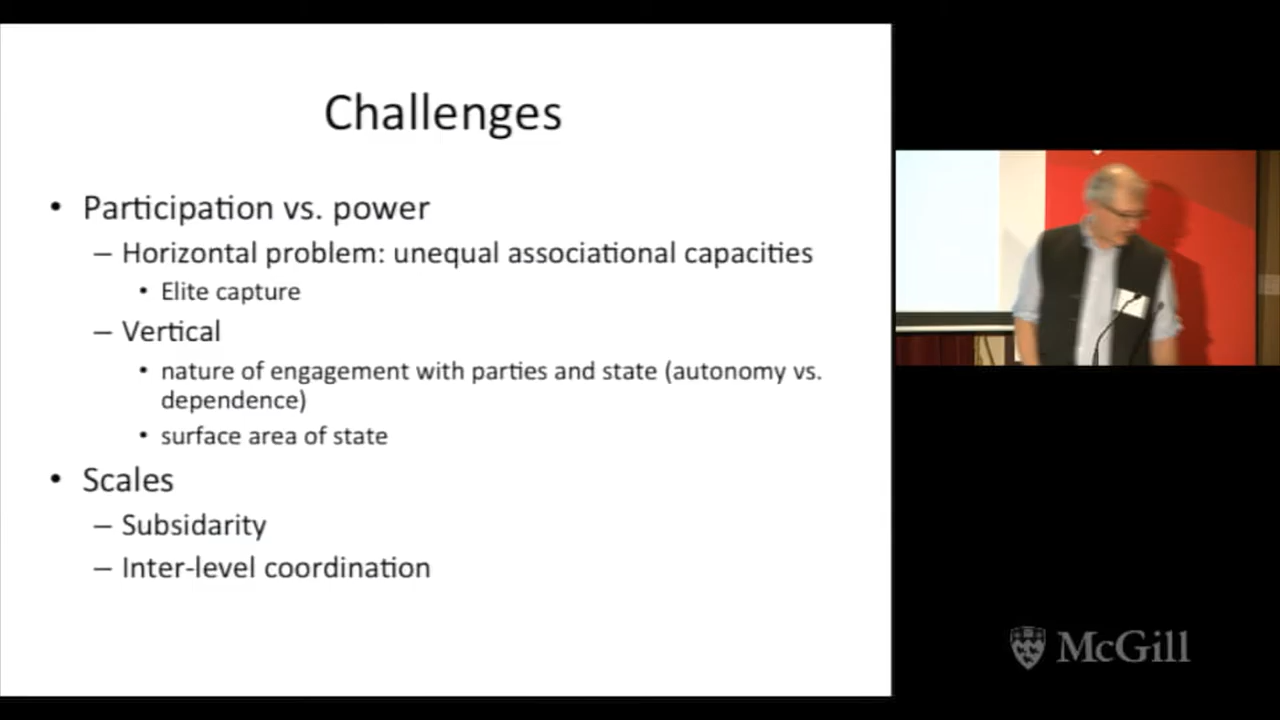 Challenges
• Participation vs. power
– Horizontal problem: unequal associational capacities
• Elite capture
– Vertical
• nature of engagement with parties and state (autonomy vs.
dependence)
• surface area of state
• Scales
– Subsidarity
– Inter-level coordination
McGill